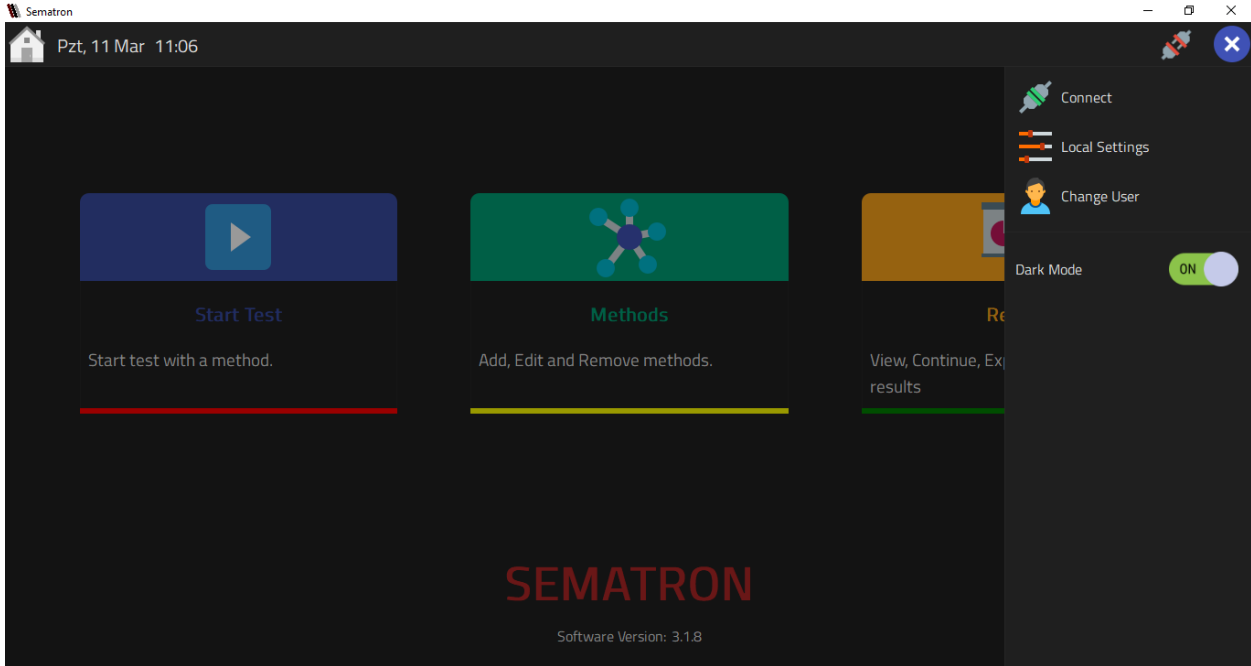 Sematron
Pzt, 11 Mar 11:06
Connect
Local Settings
Change User
Dark Mode
ON
Start Test
Start test with a method.
Methods
Add, Edit and Remove methods.
View, Continue,
results
SEMATRON
Software Version: 3.1.8